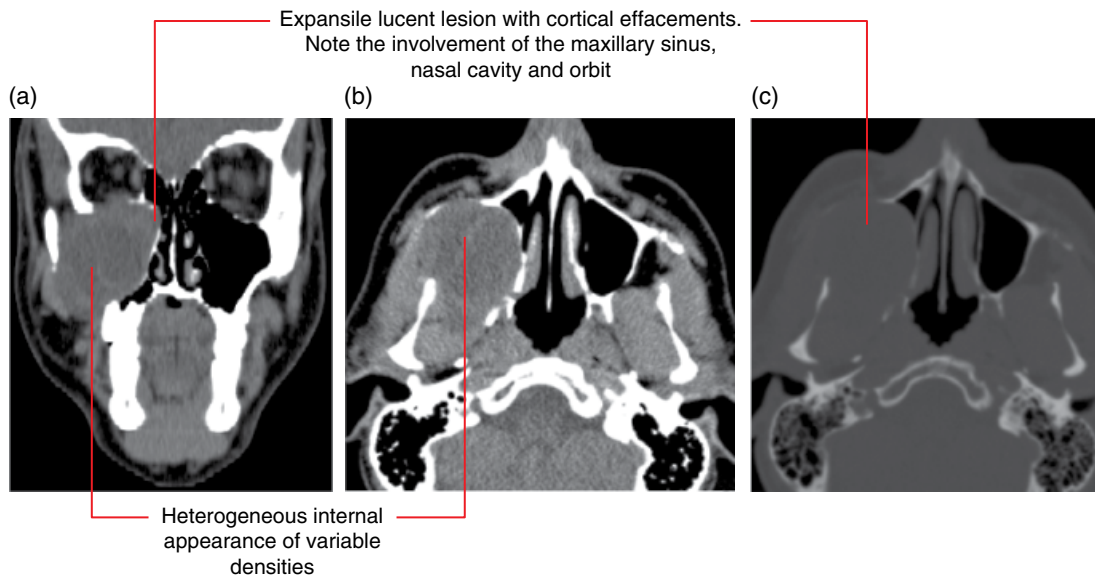 Expansile lucent lesion with cortical effacements.
Note the involvement of the maxillary sinus,
nasal cavity and orbit
(a)
(b)
(c)
Heterogeneous internal
appearance of variable
densities